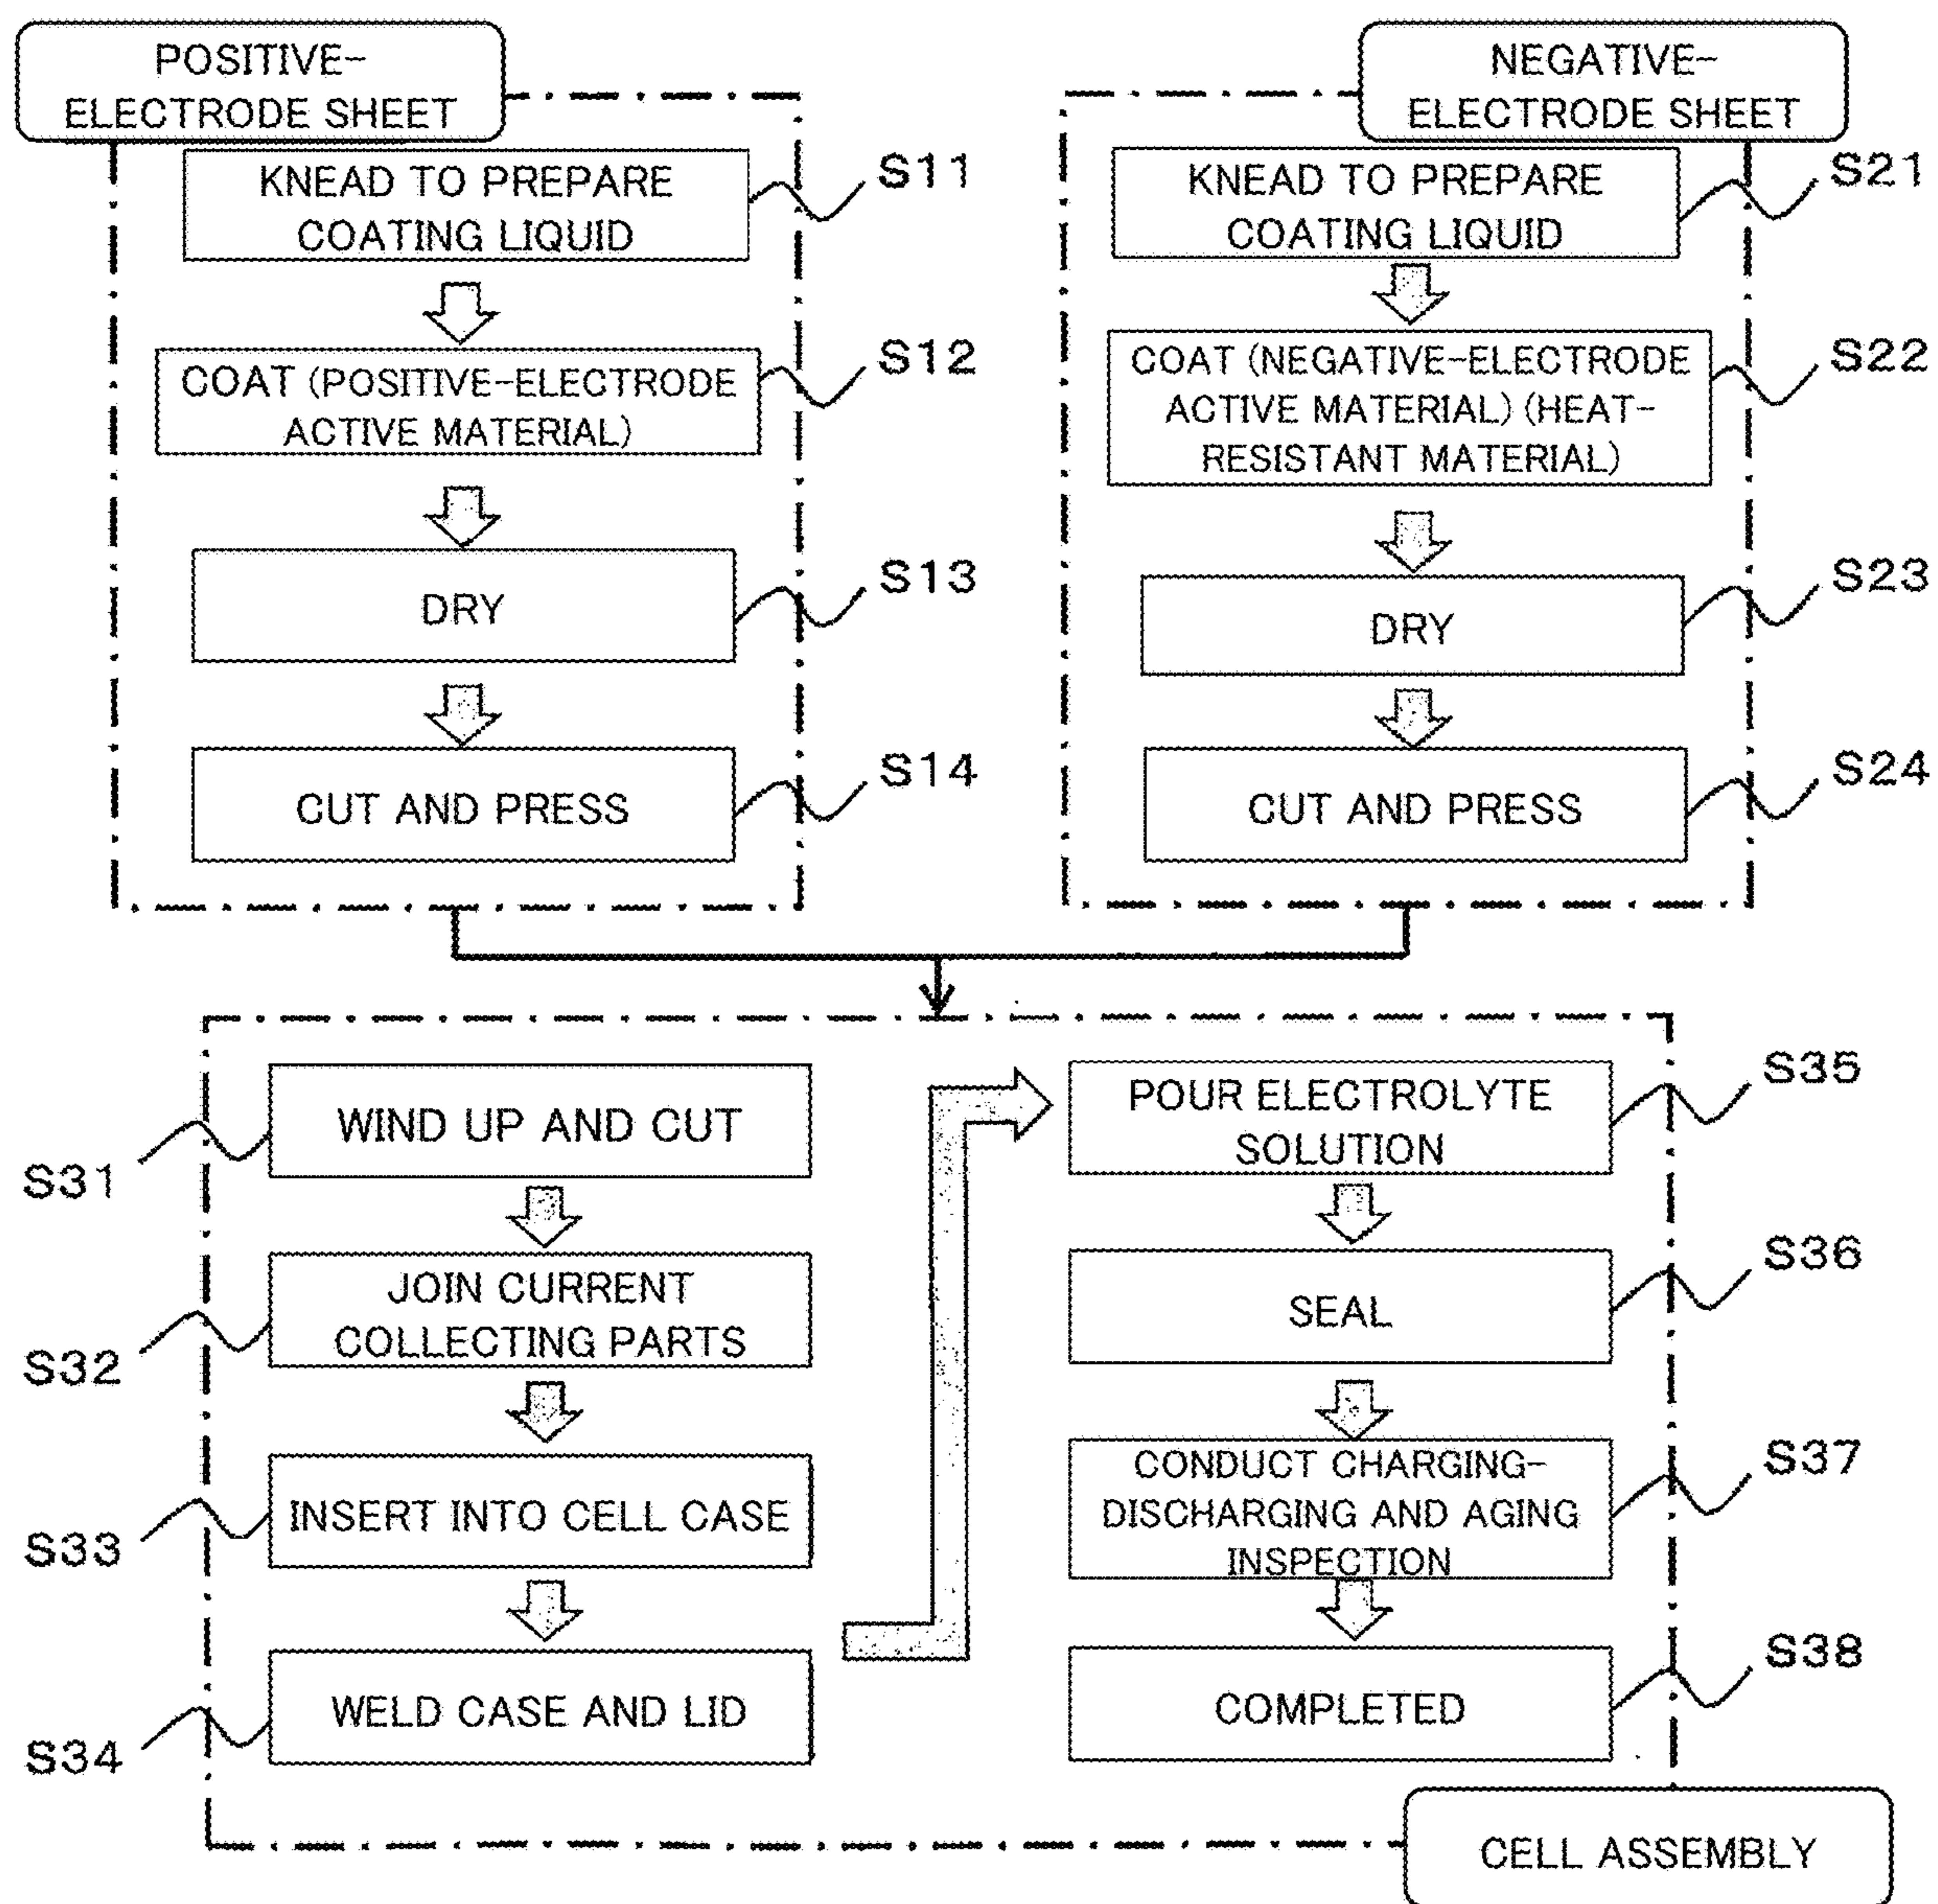 POSITIVE-
ELECTRODE SHEET
KNEAD TO PREPARE
COATING LIQUID
S11
COAT (POSITIVE-ELECTRODE
ACTIVE MATERIAL)
S12
DRY
S13
CUT AND PRESS
S14
NEGATIVE-
ELECTRODE SHEET
KNEAD TO PREPARE
COATING LIQUID
S21
COAT (NEGATIVE-ELECTRODE
ACTIVE MATERIAL) (HEAT-
RESISTANT MATERIAL)
S22
DRY
S23
CUT AND PRESS
S24
WIND UP AND CUT
S31
JOIN CURRENT
COLLECTING PARTS
S32
INSERT INTO CELL CASE
S33
WELD CASE AND LID
S34
POUR ELECTROLYTE
SOLUTION
S35
SEAL
S36
CONDUCT CHARGING-
DISCHARGING AND AGING
INSPECTION
S37
COMPLETED
S38
CELL ASSEMBLY